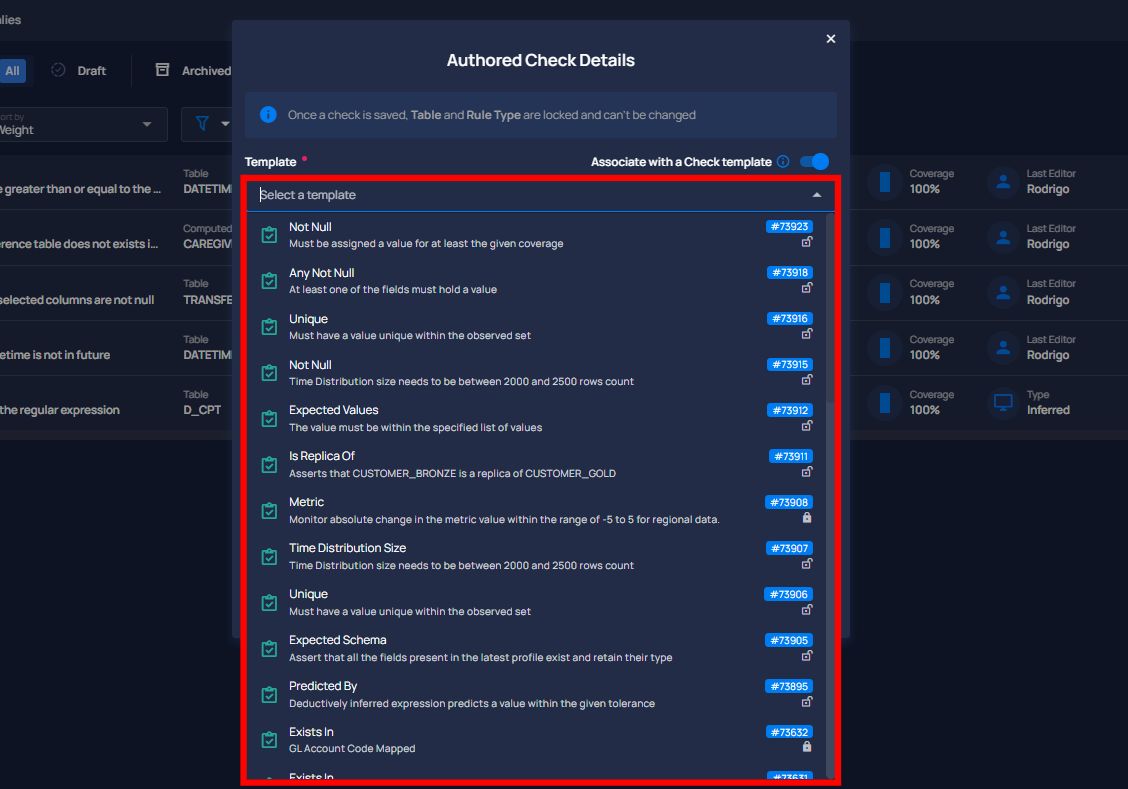 Authored Check Details
Once a check is saved, Table and Rule Type are locked and can't be changed
Template *
Associate with a Check template
Select a template
Not Null
#73923
Must be assigned a value for at least the given coverage
Any Not Null
#73918
At least one of the fields must hold a value
Unique
#73916
Must have a value unique within the observed set
Not Null
#73915
Time Distribution size needs to be between 2000 and 2500 rows count
Expected Values
#73912
The value must be within the specified list of values
Is Replica Of
#73911
Asserts that CUSTOMER_BRONZE is a replica of CUSTOMER_GOLD
Metric
#73908
Monitor absolute change in the metric value within the range of -5 to 5 for regional data.
Time Distribution Size
#73907
Time Distribution size needs to be between 2000 and 2500 rows count
Unique
#73906
Must have a value unique within the observed set
Expected Schema
#73905
Assert that all the fields present in the latest profile exist and retain their type
Predicted By
#73895
Deductively inferred expression predicts a value within the given tolerance
Exists In
#73632
GL Account Code Mapped
Exists In
#73631
lies
All
Draft
Archived
ort by
Weight
e greater than or equal to the ...
Table
DATETIM
Coverage
100%
Last Editor
Rodrigo
erence table does not exists i...
Computed
CAREGIV
Coverage
100%
Last Editor
Rodrigo
selected columns are not null
Table
TRANSFE
Coverage
100%
Last Editor
Rodrigo
etime is not in future
Table
DATETIM
Coverage
100%
Last Editor
Rodrigo
the regular expression
Table
D_CPT
Coverage
100%
Type
Inferred